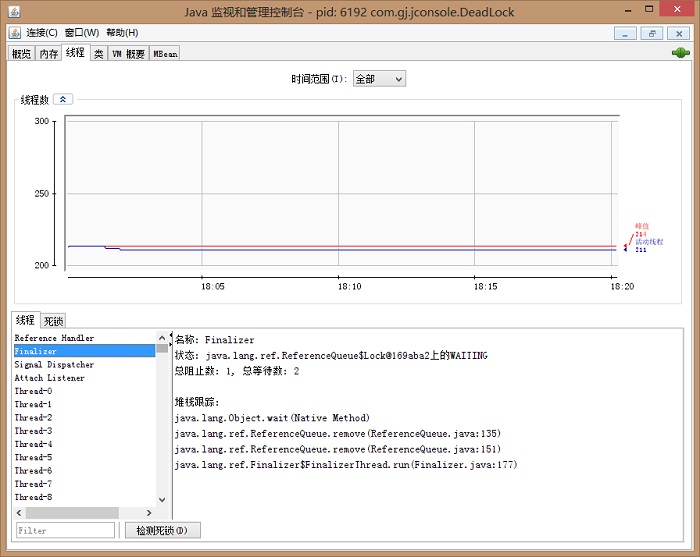 Java 监视和管理控制台 - pid: 6192 com.gj.jconsole.DeadLock
连接(C) 窗口(W) 帮助(H)
概览 内存 线程 类 VM 概要 MBean
时间范围(T): 全部
线程数
300
250
200
峰值
214
活动线程
211
18:05 18:10 18:15 18:20
线程 死锁
Reference Handler
Finalizer
Signal Dispatcher
Attach Listener
Thread-0
Thread-1
Thread-2
Thread-3
Thread-4
Thread-5
Thread-6
Thread-7
Thread-8
名称: Finalizer
状态: java.lang.ref.ReferenceQueue$Lock@169aba2上的WAITING
总阻止数: 1, 总等待数: 2
堆栈跟踪:
java.lang.Object.wait(Native Method)
java.lang.ref.ReferenceQueue.remove(ReferenceQueue.java:135)
java.lang.ref.ReferenceQueue.remove(ReferenceQueue.java:151)
java.lang.ref.Finalizer$FinalizerThread.run(Finalizer.java:177)
Filter
检测死锁(D)